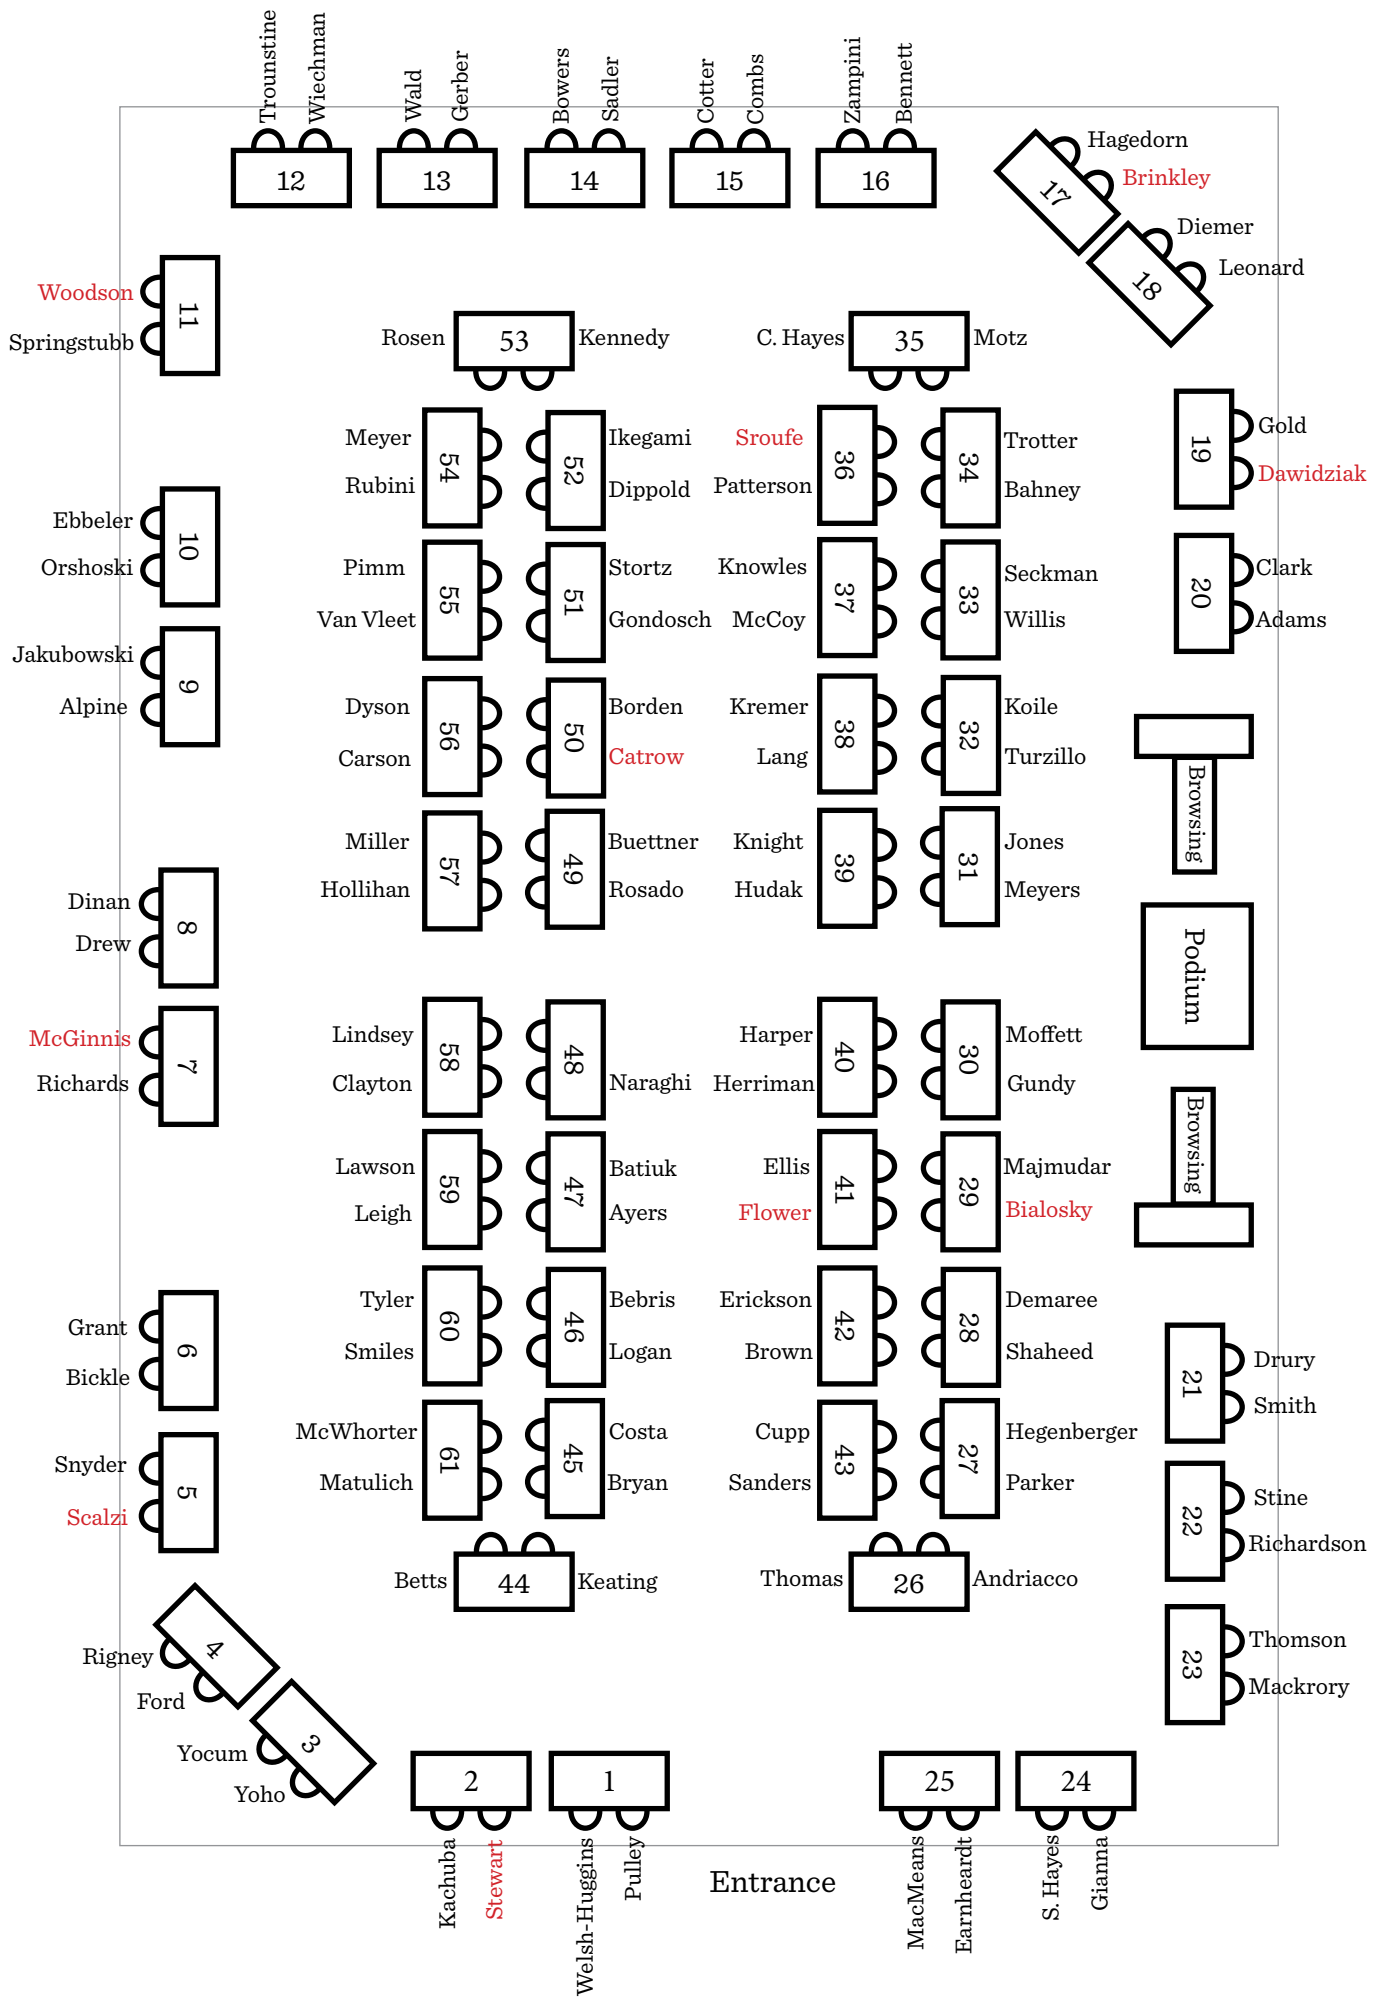 Trounstine
Wiechman
12
Wald
Gerber
13
Bowers
Sadler
14
Cotter
Combs
15
Zampini
Bennett
16
Hagedorn
Brinkley
17
Diemer
Leonard
18
Woodson
Springstubb
11
Ebbeler
Orshoski
10
Jakubowski
Alpine
9
Dinan
Drew
8
McGinnis
Richards
7
Grant
Bickle
6
Snyder
Scalzi
5
Rigney
Ford
4
Yocum
Yoho
3
Rosen
53
Kennedy
Meyer
Rubini
54
52
Ikegami
Dippold
Pimm
Van Vleet
55
51
Stortz
Gondosch
Dyson
Carson
56
50
Borden
Catrow
Miller
Hollihan
57
49
Buettner
Rosado
Lindsey
Clayton
58
48
Naraghi
Lawson
Leigh
59
47
Batiuk
Ayers
Tyler
Smiles
60
46
Bebris
Logan
McWhorter
Matulich
61
45
Costa
Bryan
Betts
44
Keating
C. Hayes
35
Motz
Sroufe
Patterson
36
34
Trotter
Bahney
Knowles
McCoy
37
33
Seckman
Willis
Kremer
Lang
38
32
Koile
Turzillo
Knight
Hudak
39
31
Jones
Meyers
Harper
Herriman
40
30
Moffett
Gundy
Ellis
Flower
41
29
Majmudar
Bialosky
Erickson
Brown
42
28
Demaree
Shaheed
Cupp
Sanders
43
27
Hegenberger
Parker
Thomas
26
Andriacco
19
Gold
Dawidziak
20
Clark
Adams
Browsing
Podium
Browsing
21
Drury
Smith
22
Stine
Richardson
23
Thomson
Mackrory
2
Kachuba
Stewart
1
Welsh-Huggins
Pulley
Entrance
25
MacMeans
Earnheardt
24
S. Hayes
Gianna